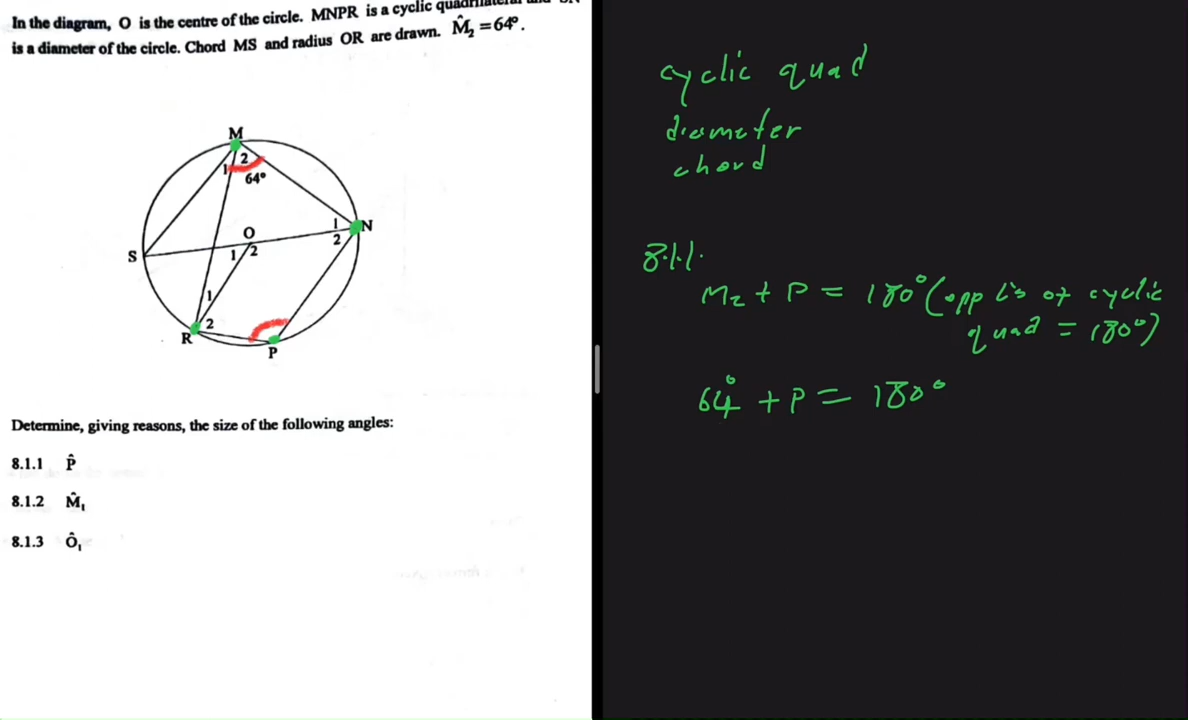 In the diagram, O is the centre of the circle. MNPR is a cyclic
is a diameter of the circle. Chord MS and radius OR are drawn. M̂₂ = 64°.
M
2
1
64°
O
1
N
2
S
1
2
1
2
R
P
Determine, giving reasons, the size of the following angles:
8.1.1 P̂
8.1.2 M̂₁
8.1.3 Ô₁
cyclic quad
diameter
chord
8.1.1.
M₂ + P = 180° (opp ∠'s of cyclic
quad = 180°)
64° + P = 180°